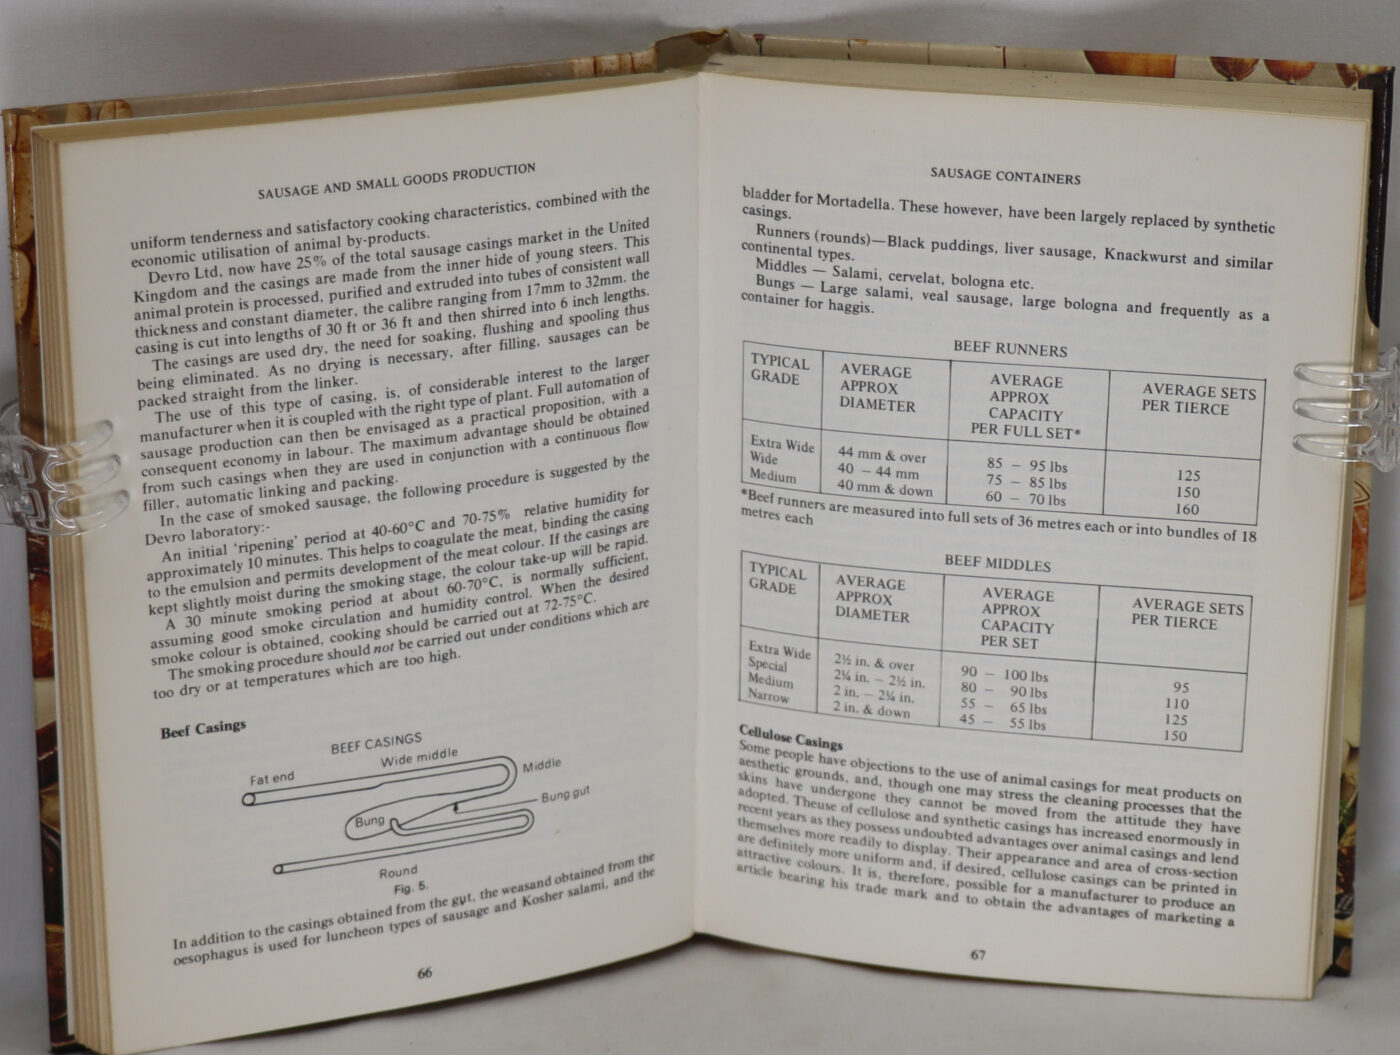 SAUSAGE AND SMALL GOODS PRODUCTION
uniform tenderness and satisfactory cooking characteristics, combined with the
economic utilisation of animal by-products.
Devro Ltd, now have 25% of the total sausage casings market in the United
Kingdom and the casings are made from the inner hide of young steers. This
animal protein is processed, purified and extruded into tubes of consistent wall
thickness and constant diameter, the calibre ranging from 17mm to 32mm. the
casing is cut into lengths of 30 ft or 36 ft and then shirred into 6 inch lengths.
The casings are used dry, the need for soaking, flushing and spooling thus
being eliminated. As no drying is necessary, after filling, sausages can be
packed straight from the linker.
The use of this type of casing, is, of considerable interest to the larger
manufacturer when it is coupled with the right type of plant. Full automation of
sausage production can then be envisaged as a practical proposition, with a
consequent economy in labour. The maximum advantage should be obtained
from such casings when they are used in conjunction with a continuous flow
filler, automatic linking and packing.
In the case of smoked sausage, the following procedure is suggested by the
Devro laboratory:-
An initial ‘ripening’ period at 40-60°C and 70-75% relative humidity for
approximately 10 minutes. This helps to coagulate the meat, binding the casing
to the emulsion and permits development of the meat colour. If the casings are
kept slightly moist during the smoking stage, the colour take-up will be rapid.
A 30 minute smoking period at about 60-70°C, is normally sufficient,
assuming good smoke circulation and humidity control. When the desired
smoke colour is obtained, cooking should be carried out at 72-75°C.
The smoking procedure should not be carried out under conditions which are
too dry or at temperatures which are too high.
Beef Casings
BEEF CASINGS
Fat end
Wide middle
Middle
Bung
Bung gut
Round
Fig. 5.
In addition to the casings obtained from the gut, the weasand obtained from the
oesophagus is used for luncheon types of sausage and Kosher salami, and the
66
SAUSAGE CONTAINERS
bladder for Mortadella. These however, have been largely replaced by synthetic
casings.
Runners (rounds)—Black puddings, liver sausage, Knackwurst and similar
continental types.
Middles — Salami, cervelat, bologna etc.
Bungs — Large salami, veal sausage, large bologna and frequently as a
container for haggis.
BEEF RUNNERS
TYPICAL GRADE AVERAGE APPROX DIAMETER AVERAGE APPROX CAPACITY PER FULL SET* AVERAGE SETS PER TIERCE
Extra Wide 44 mm & over 85 – 95 lbs 125
Wide 40 – 44 mm 75 – 85 lbs 150
Medium 40 mm & down 60 – 70 lbs 160
*Beef runners are measured into full sets of 36 metres each or into bundles of 18
metres each
BEEF MIDDLES
TYPICAL GRADE AVERAGE APPROX DIAMETER AVERAGE APPROX CAPACITY PER SET AVERAGE SETS PER TIERCE
Extra Wide 2½ in. & over 90 – 100 lbs 95
Special 2¼ in. – 2½ in. 80 – 90 lbs 110
Medium 2 in. – 2¼ in. 55 – 65 lbs 125
Narrow 2 in. & down 45 – 55 lbs 150
Cellulose Casings
Some people have objections to the use of animal casings for meat products on
aesthetic grounds, and, though one may stress the cleaning processes that the
skins have undergone they cannot be moved from the attitude they have
adopted. Theuse of cellulose and synthetic casings has increased enormously in
recent years as they possess undoubted advantages over animal casings and lend
themselves more readily to display. Their appearance and area of cross-section
are definitely more uniform and, if desired, cellulose casings can be printed in
attractive colours. It is, therefore, possible for a manufacturer to produce an
article bearing his trade mark and to obtain the advantages of marketing a
67